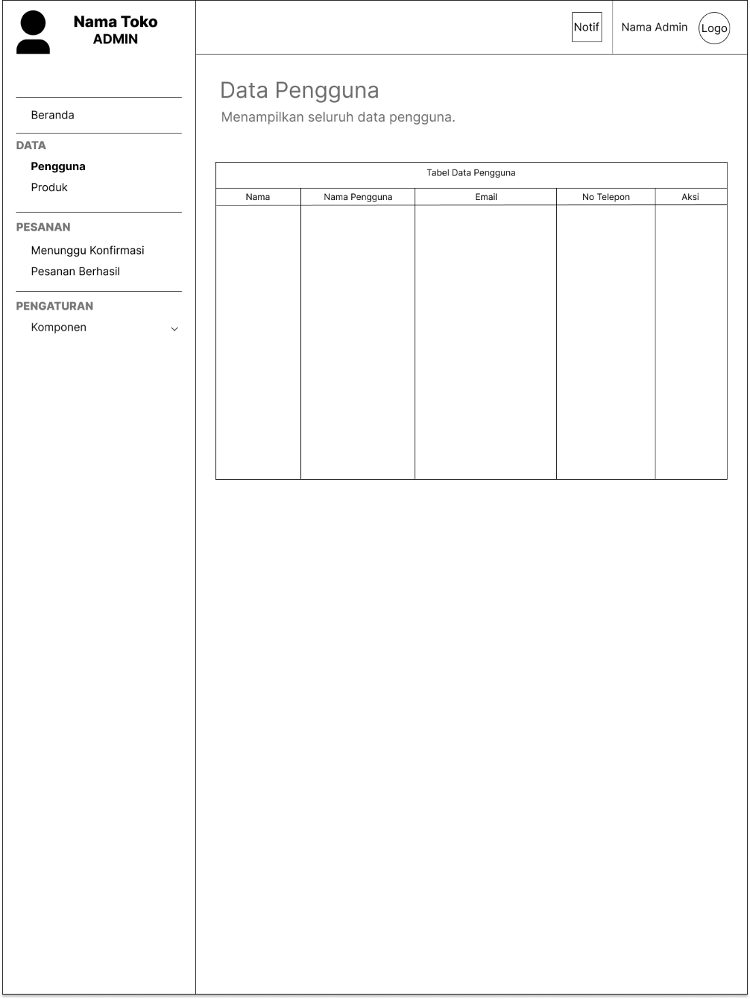 Nama Toko
ADMIN
Notif
Nama Admin
Logo
Beranda
DATA
Pengguna
Produk
PESANAN
Menunggu Konfirmasi
Pesanan Berhasil
PENGATURAN
Komponen
Data Pengguna
Menampilkan seluruh data pengguna.
Tabel Data Pengguna
Nama Nama Pengguna Email No Telepon Aksi